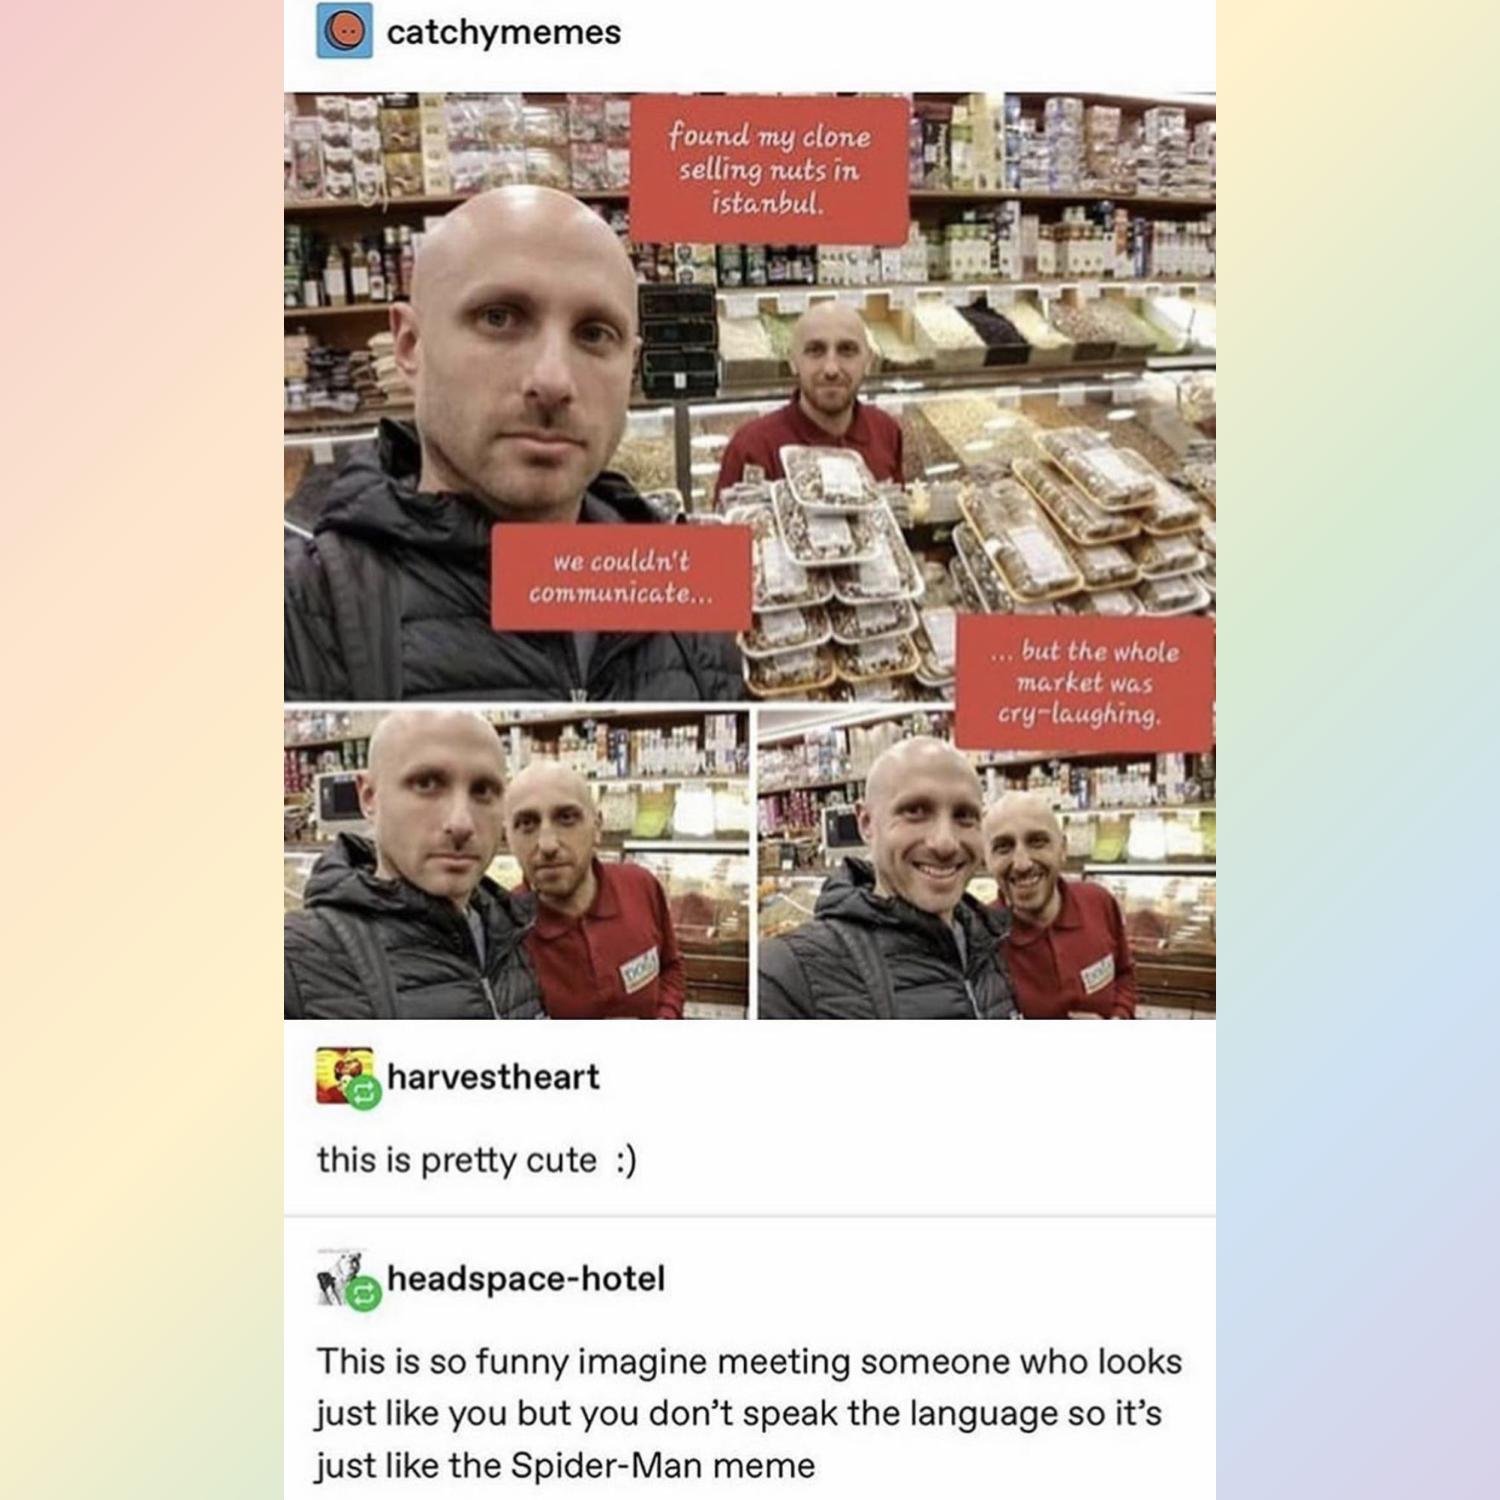 catchymemes
found my clone
selling nuts in
istanbul.
we couldn't
communicate...
... but the whole
market was
cry-laughing.
harvestheart
this is pretty cute :)
headspace-hotel
This is so funny imagine meeting someone who looks
just like you but you don’t speak the language so it’s
just like the Spider-Man meme